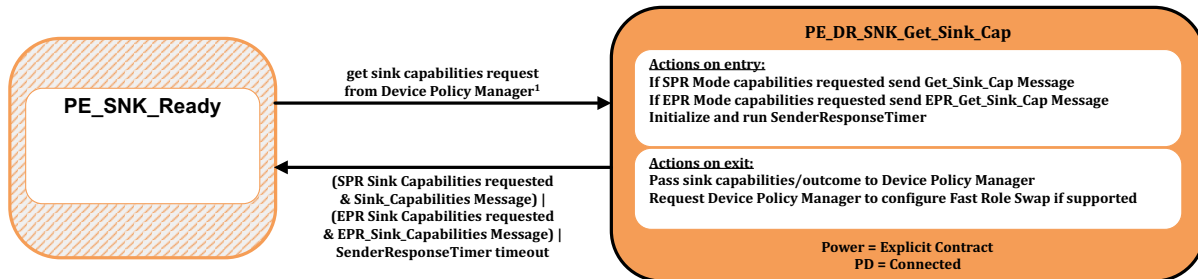 PE_SNK_Ready
get sink capabilities request
from Device Policy Manager¹
(SPR Sink Capabilities requested
& Sink_Capabilities Message) |
(EPR Sink Capabilities requested
& EPR_Sink_Capabilities Message) |
SenderResponseTimer timeout
PE_DR_SNK_Get_Sink_Cap
Actions on entry:
If SPR Mode capabilities requested send Get_Sink_Cap Message
If EPR Mode capabilities requested send EPR_Get_Sink_Cap Message
Initialize and run SenderResponseTimer
Actions on exit:
Pass sink capabilities/outcome to Device Policy Manager
Request Device Policy Manager to configure Fast Role Swap if supported
Power = Explicit Contract
PD = Connected